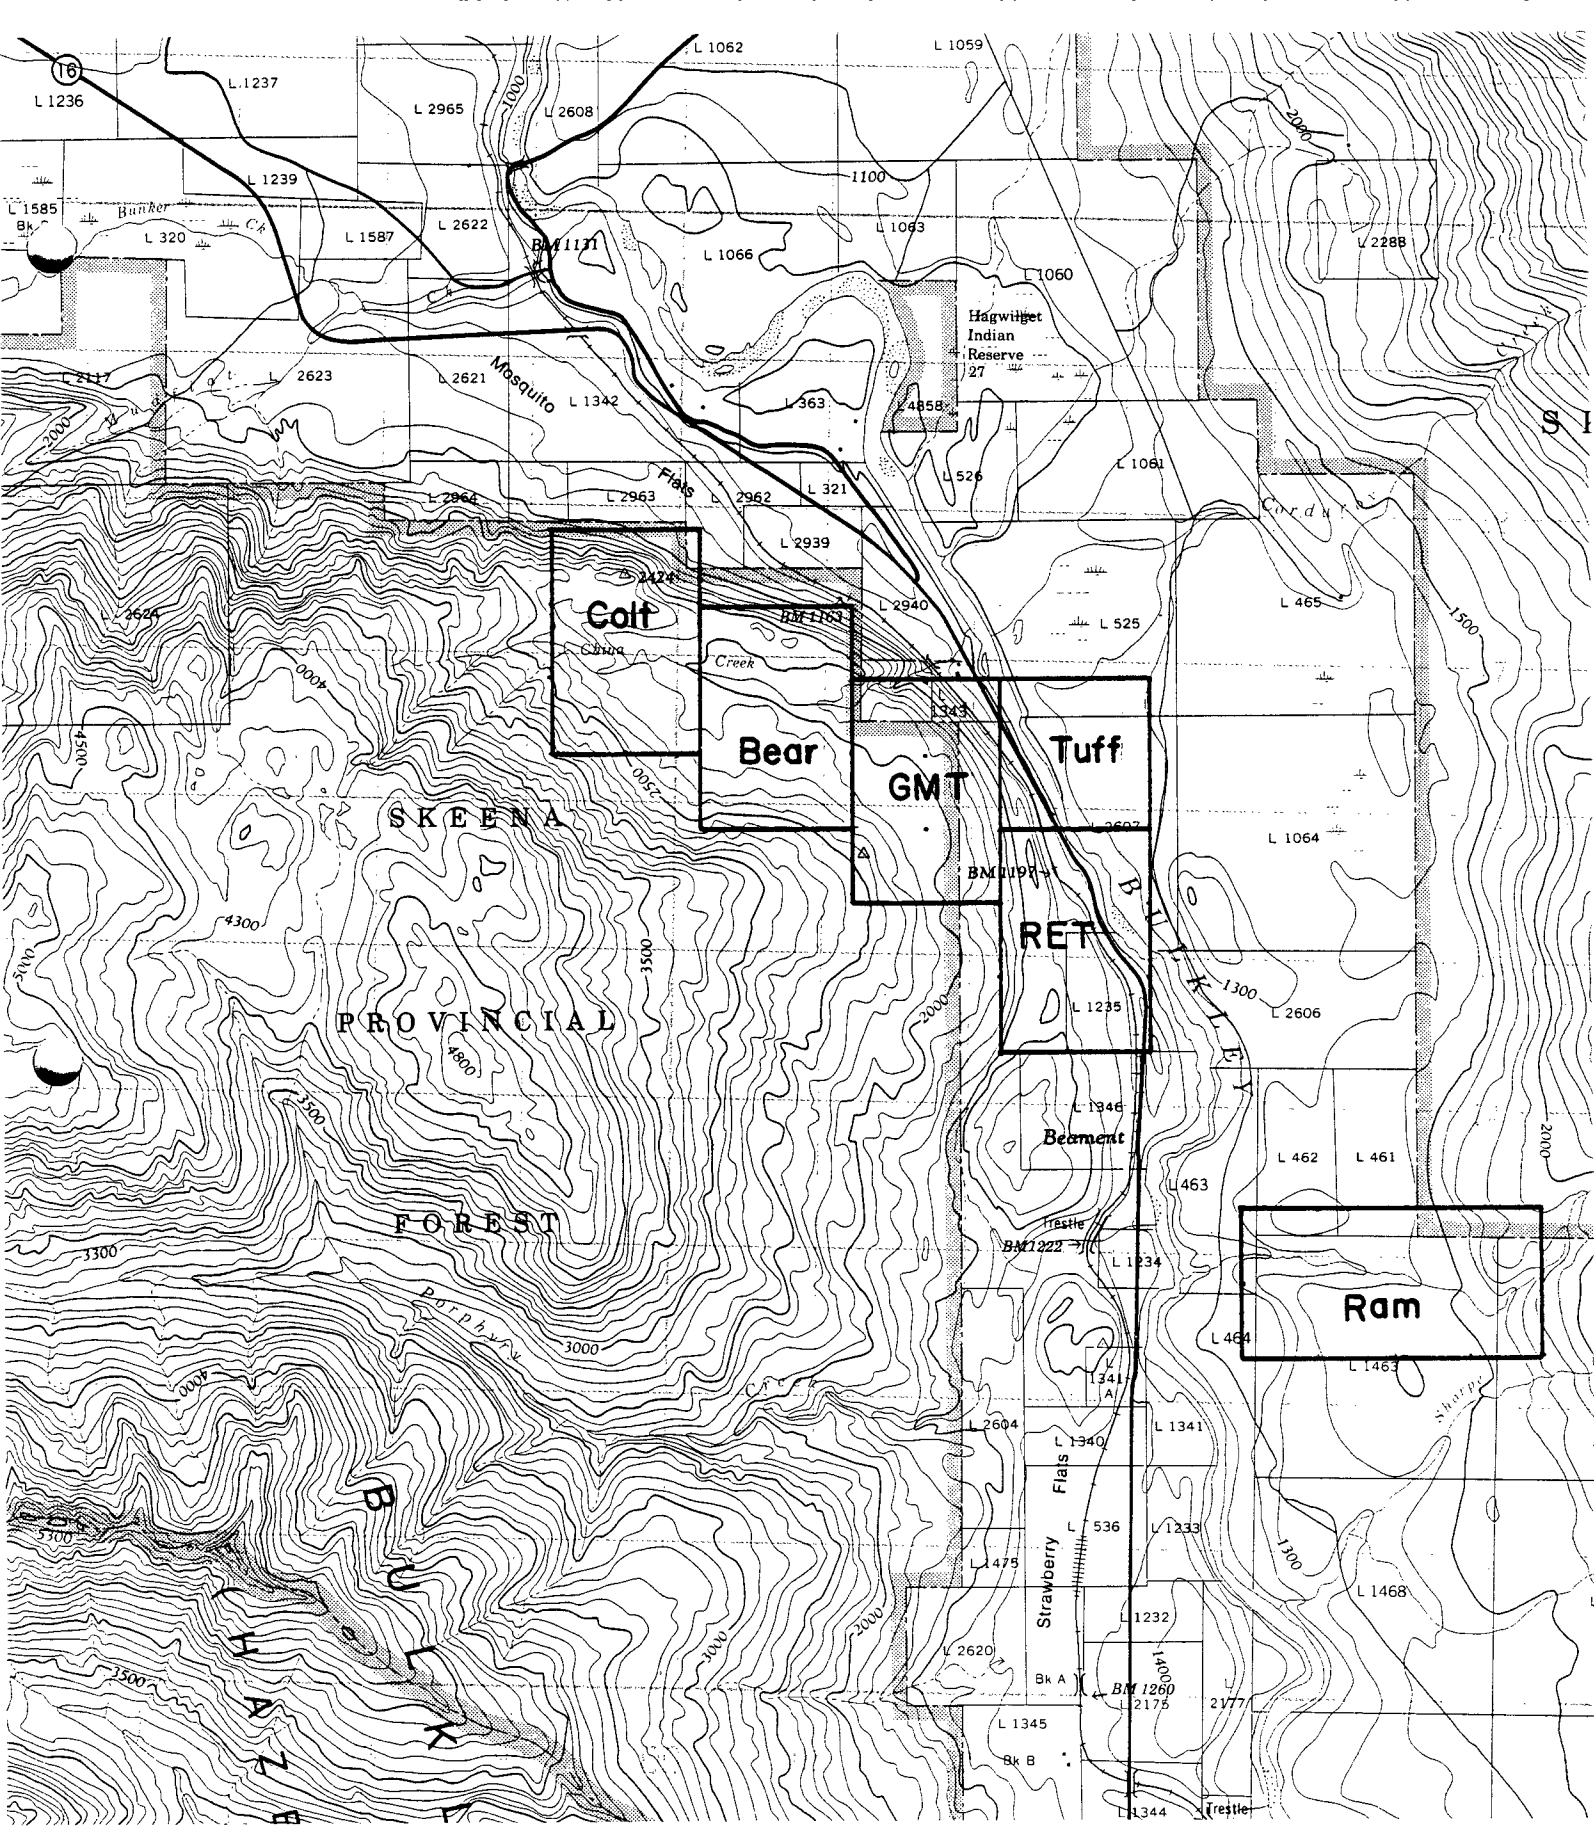 16
L 1236
L.1237
L 2965
1000
L 2608
L 1062
L 1059
2000
L 1585
Bunker
Ck
L 320
L 1239
L 1587
L 2622
BM 1131
L 1066
1100
L 1063
L 1060
L 2288
Hagwilget
Indian
Reserve
27
L 2117
L 2623
L 2621
Mosquito
L 1342
L 363
L 4858
2000
L 2964
L 2963
Flats
L 2962
L 321
L 526
L 1061
Corduroy
L 2939
L 2624
2424
Colt
China
Creek
BM 1163
L 2940
L 525
L 465
1500
4000
L
1343
4500
Bear
GMT
Tuff
2500
SKEENA
L 2607
L 1064
BM 1197
BULKLEY
4300
5000
3500
RET
1300
L 2606
2000
L 1235
PROVINCIAL
4800
3500
L 1346
Beament
L 462
L 461
2000
L 463
FOREST
3300
Trestle
BM 1222
L 1234
Ram
Porphyry
3000
L 464
L 1463
4000
L
1341
A
Creek
Sharpe
L 2604
L 1340
L 1341
Flats
5300
L 536
L 1233
1300
L 1475
Strawberry
L 1468
L 1232
2000
3000
L 2620
1400
3500
Bk A
BM 1260
L 2175
L
2177
L 1345
Bk B
L 1344
Trestle
B U L K L
C H A Z E